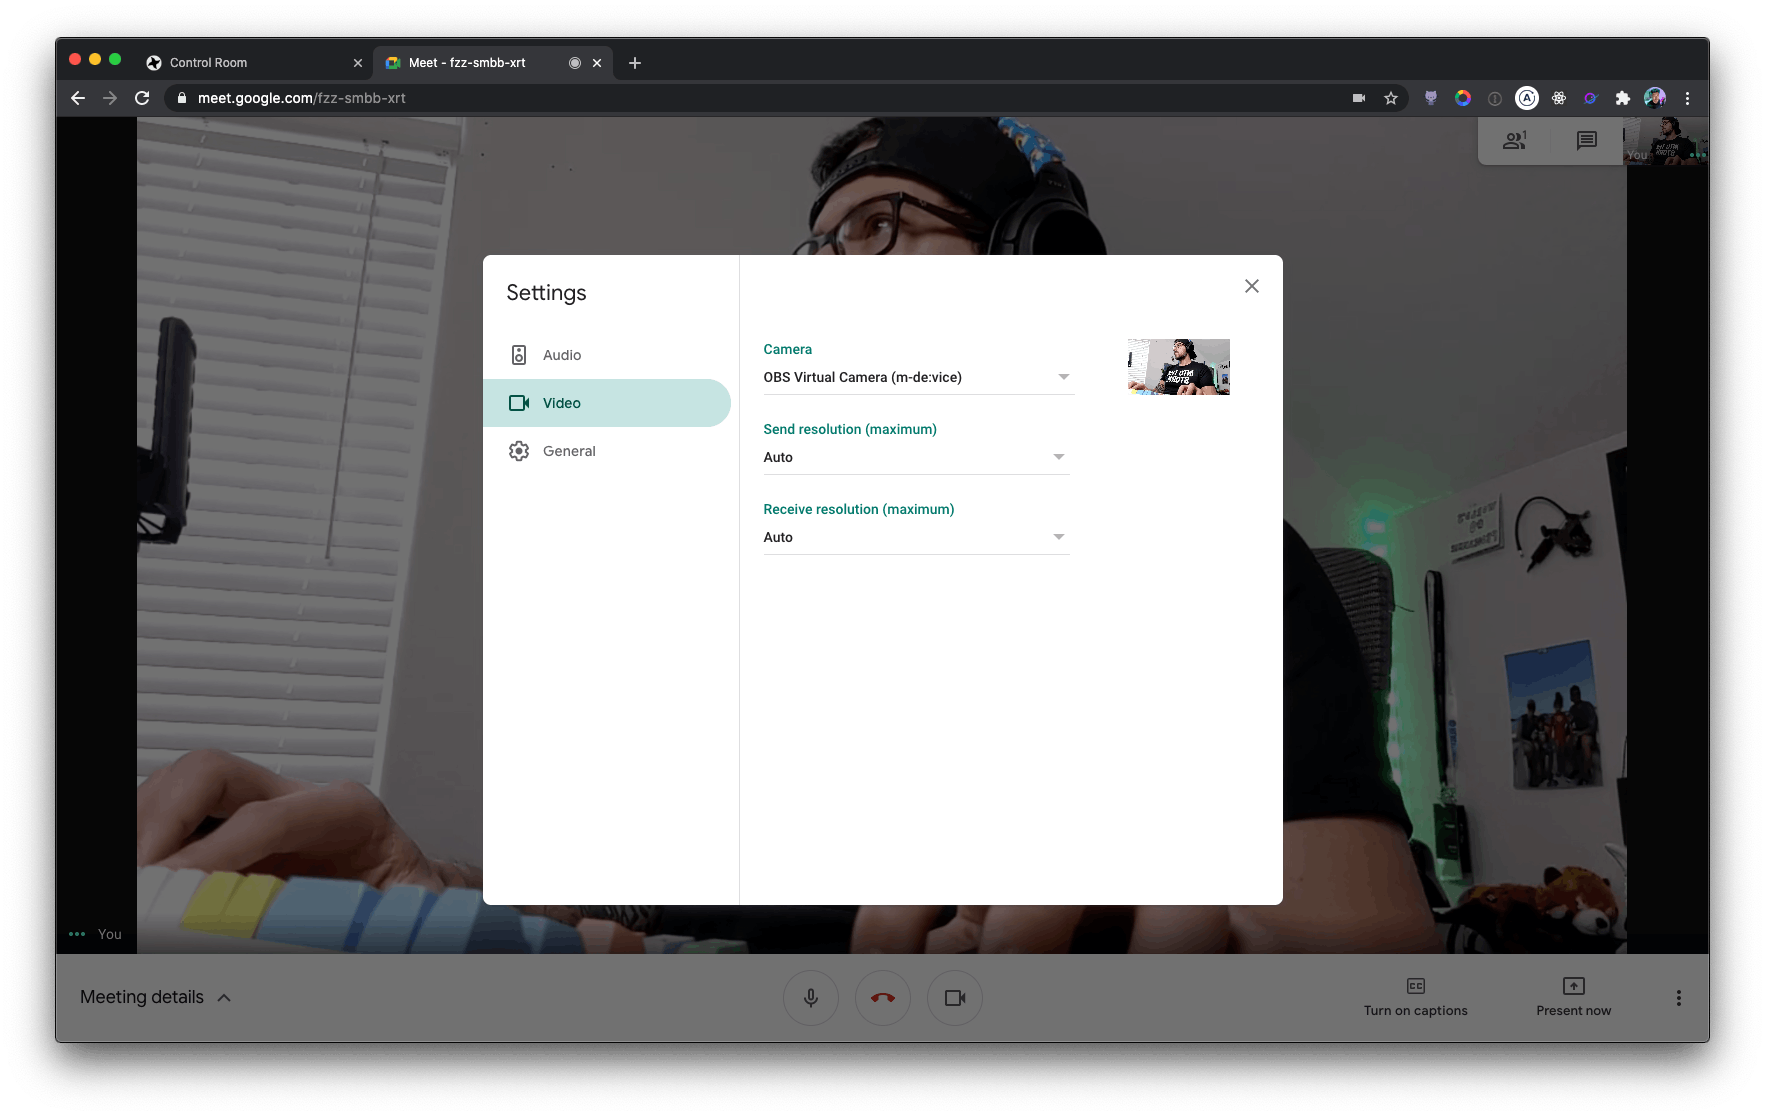 Control Room
Meet - fzz-smbb-xrt
meet.google.com/fzz-smbb-xrt
1
You
Settings
Audio
Video
General
Camera
OBS Virtual Camera (m-de:vice)
Send resolution (maximum)
Auto
Receive resolution (maximum)
Auto
You
Meeting details
CC
Turn on captions
Present now